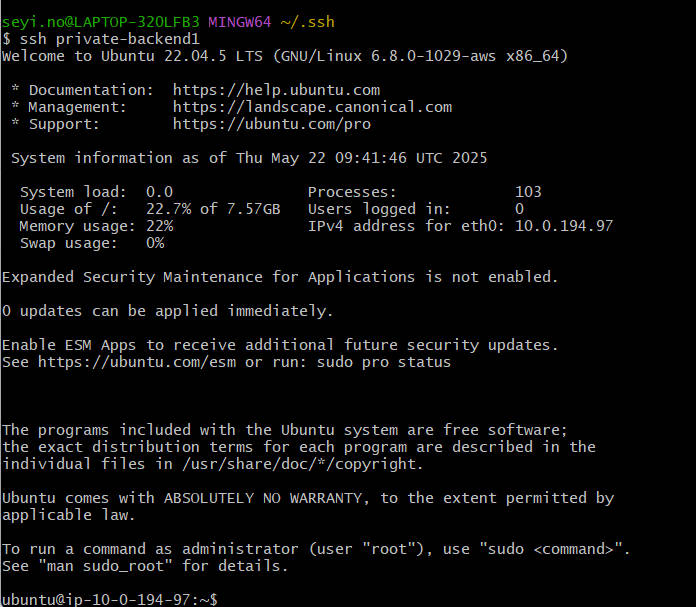 seyi.no@LAPTOP-32OLFB3 MINGW64 ~/.ssh
$ ssh private-backend1
Welcome to Ubuntu 22.04.5 LTS (GNU/Linux 6.8.0-1029-aws x86_64)
* Documentation:  https://help.ubuntu.com
* Management:     https://landscape.canonical.com
* Support:        https://ubuntu.com/pro
System information as of Thu May 22 09:41:46 UTC 2025
System load:  0.0                Processes:             103
Usage of /:   22.7% of 7.57GB   Users logged in:       0
Memory usage: 22%               IPv4 address for eth0: 10.0.194.97
Swap usage:   0%
Expanded Security Maintenance for Applications is not enabled.
0 updates can be applied immediately.
Enable ESM Apps to receive additional future security updates.
See https://ubuntu.com/esm or run: sudo pro status
The programs included with the Ubuntu system are free software;
the exact distribution terms for each program are described in the
individual files in /usr/share/doc/*/copyright.
Ubuntu comes with ABSOLUTELY NO WARRANTY, to the extent permitted by
applicable law.
To run a command as administrator (user "root"), use "sudo <command>".
See "man sudo_root" for details.
ubuntu@ip-10-0-194-97:~$